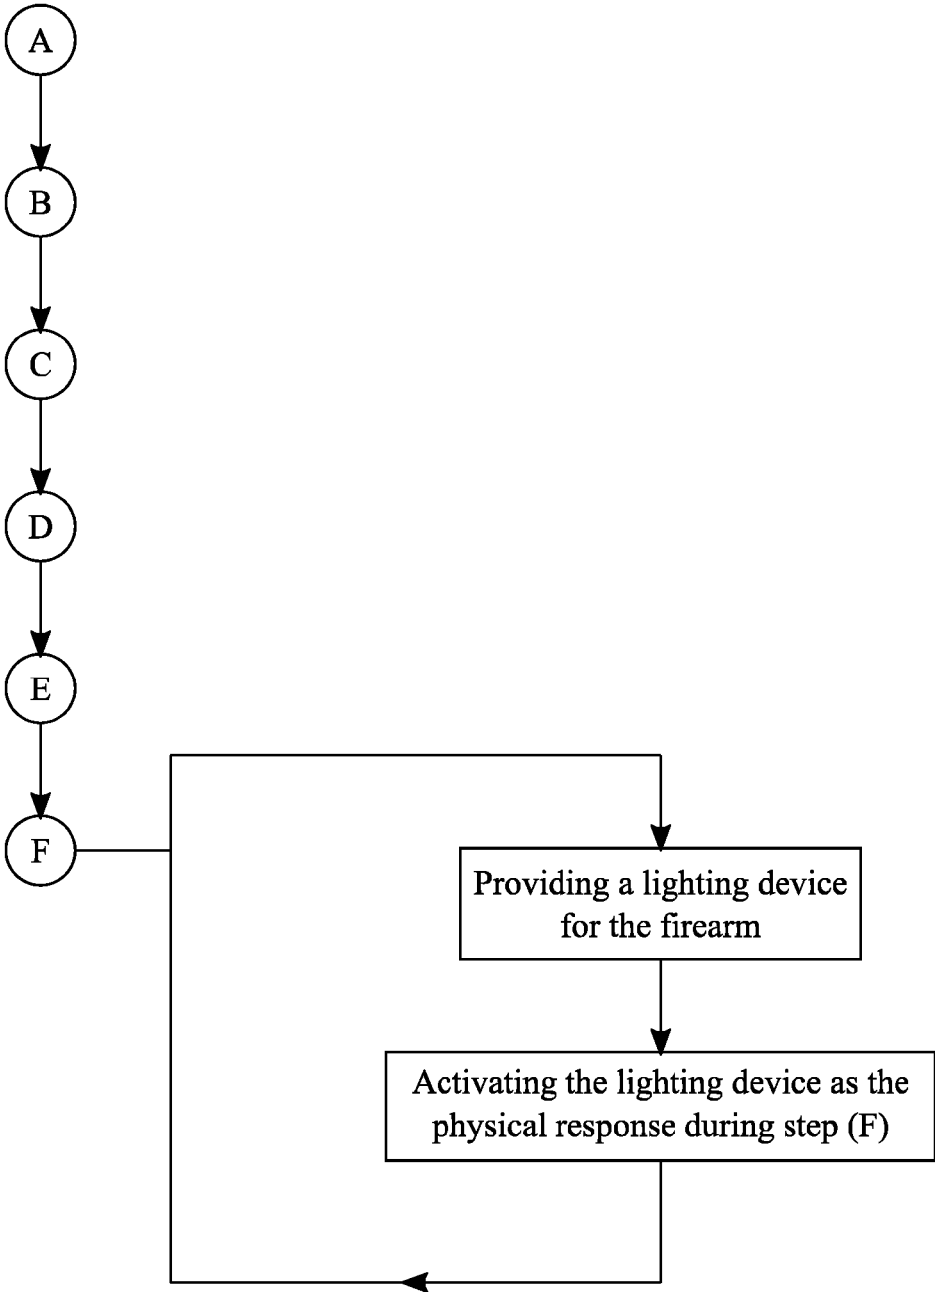 A
B
C
D
E
F
Providing a lighting device
for the firearm
Activating the lighting device as the
physical response during step (F)